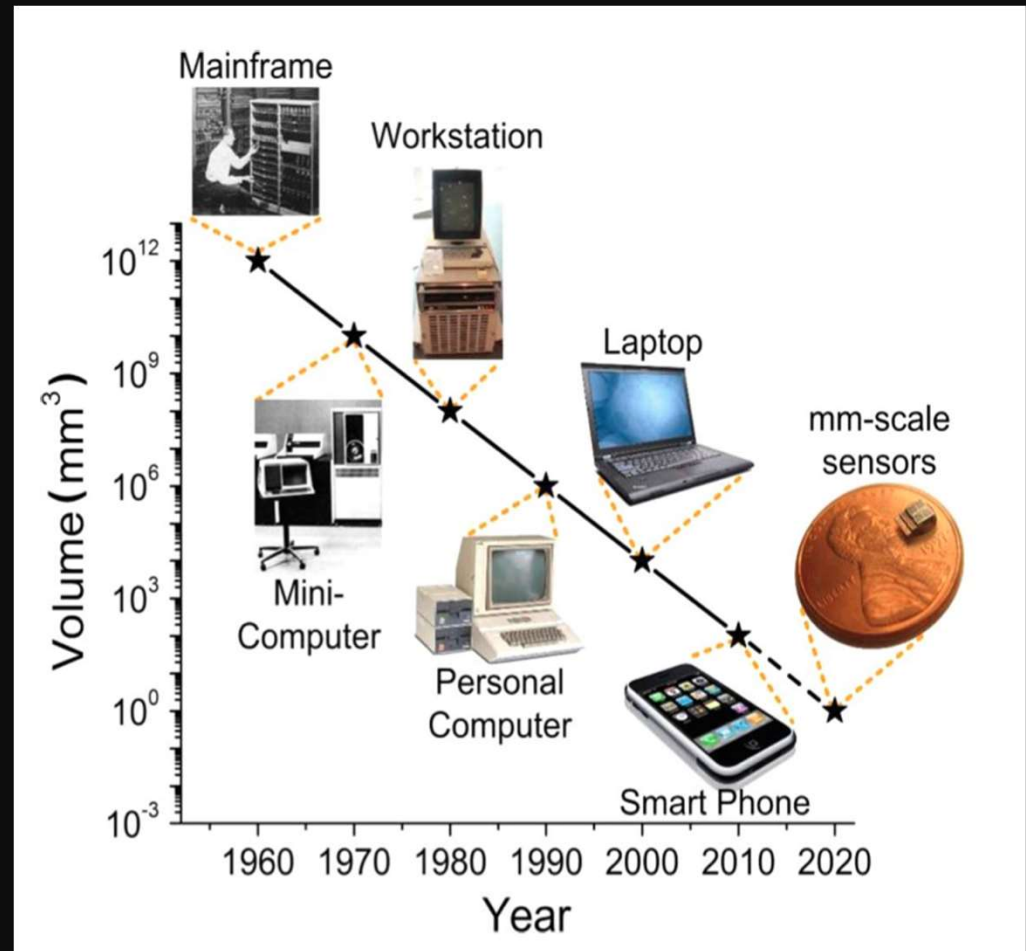 Mainframe
Workstation
10¹²
Laptop
10⁹
mm-scale
sensors
Volume (mm³)
10⁶
10³
Mini-
Computer
Personal
Computer
10⁰
Smart Phone
10⁻³
1960 1970 1980 1990 2000 2010 2020
Year